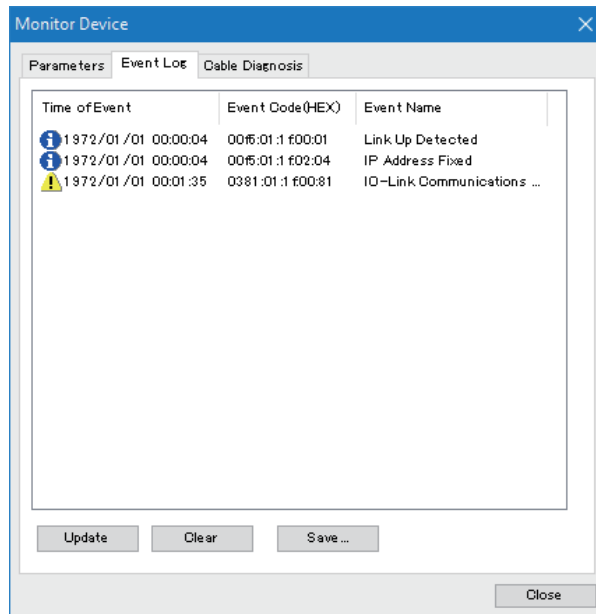 Monitor Device
Parameters Event Log Cable Diagnosis
Time of Event Event Code(HEX) Event Name
1972/01/01 00:00:04 00f5:01:1f00:01 Link Up Detected
1972/01/01 00:00:04 00f5:01:1f02:04 IP Address Fixed
1972/01/01 00:01:35 0381:01:1f00:81 IO-Link Communications ...
Update Clear Save...
Close